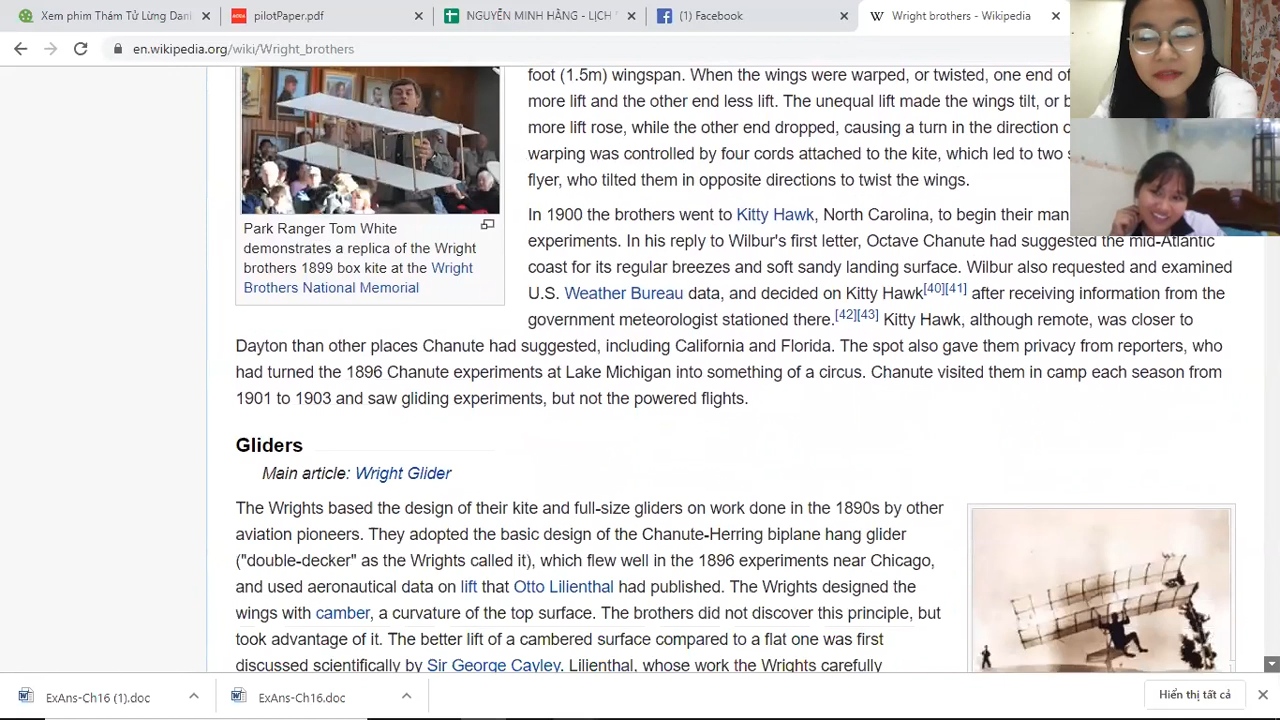 Xem phim Thám Tử Lừng Dan
pilotPaper.pdf
NGUYỄN MINH HẰNG - LỊCH
(1) Facebook
Wright brothers - Wikipedia
en.wikipedia.org/wiki/Wright_brothers
foot (1.5m) wingspan. When the wings were warped, or twisted, one end of
more lift and the other end less lift. The unequal lift made the wings tilt, or b
more lift rose, while the other end dropped, causing a turn in the direction o
warping was controlled by four cords attached to the kite, which led to two s
flyer, who tilted them in opposite directions to twist the wings.
Park Ranger Tom White
demonstrates a replica of the Wright
brothers 1899 box kite at the Wright
Brothers National Memorial
In 1900 the brothers went to Kitty Hawk, North Carolina, to begin their man
experiments. In his reply to Wilbur's first letter, Octave Chanute had suggested the mid-Atlantic
coast for its regular breezes and soft sandy landing surface. Wilbur also requested and examined
U.S. Weather Bureau data, and decided on Kitty Hawk[40][41] after receiving information from the
government meteorologist stationed there.[42][43] Kitty Hawk, although remote, was closer to
Dayton than other places Chanute had suggested, including California and Florida. The spot also gave them privacy from reporters, who
had turned the 1896 Chanute experiments at Lake Michigan into something of a circus. Chanute visited them in camp each season from
1901 to 1903 and saw gliding experiments, but not the powered flights.
Gliders
Main article: Wright Glider
The Wrights based the design of their kite and full-size gliders on work done in the 1890s by other
aviation pioneers. They adopted the basic design of the Chanute-Herring biplane hang glider
("double-decker" as the Wrights called it), which flew well in the 1896 experiments near Chicago,
and used aeronautical data on lift that Otto Lilienthal had published. The Wrights designed the
wings with camber, a curvature of the top surface. The brothers did not discover this principle, but
took advantage of it. The better lift of a cambered surface compared to a flat one was first
discussed scientifically by Sir George Cayley. Lilienthal, whose work the Wrights carefully
ExAns-Ch16 (1).doc
ExAns-Ch16.doc
Hiển thị tất cả